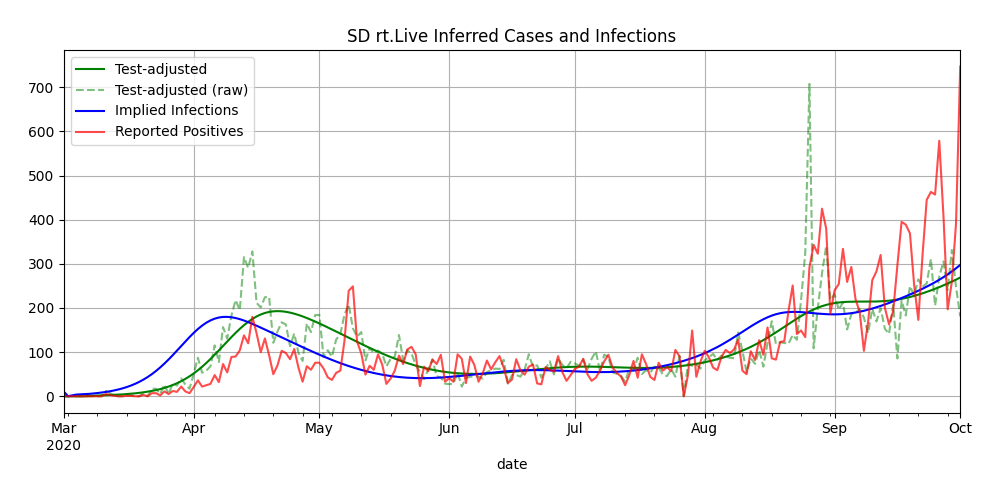 SD rt.Live Inferred Cases and Infections
Test-adjusted
Test-adjusted (raw)
Implied Infections
Reported Positives
700
600
500
400
300
200
100
0
Mar Apr May Jun Jul Aug Sep Oct
2020
date